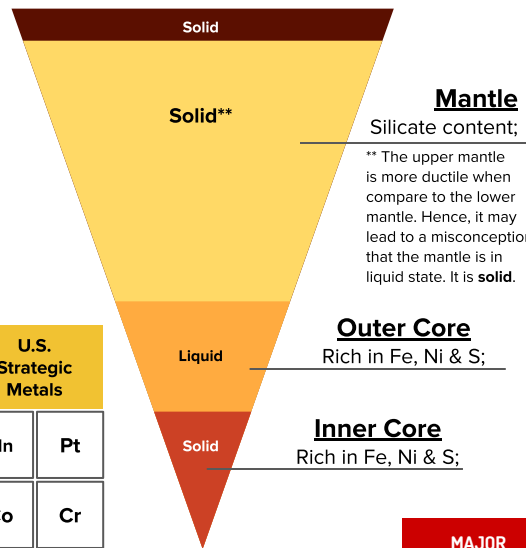 Solid
Solid**
Mantle
Silicate content;
** The upper mantle
is more ductile when
compare to the lower
mantle. Hence, it may
lead to a
that the mantle is in
liquid state. It is solid.
Outer Core
Rich in Fe, Ni & S;
Liquid
U.S.
Strategic
Metals
Inner Core
Rich in Fe, Ni & S;
Solid
Pt
Cr
MAJOR